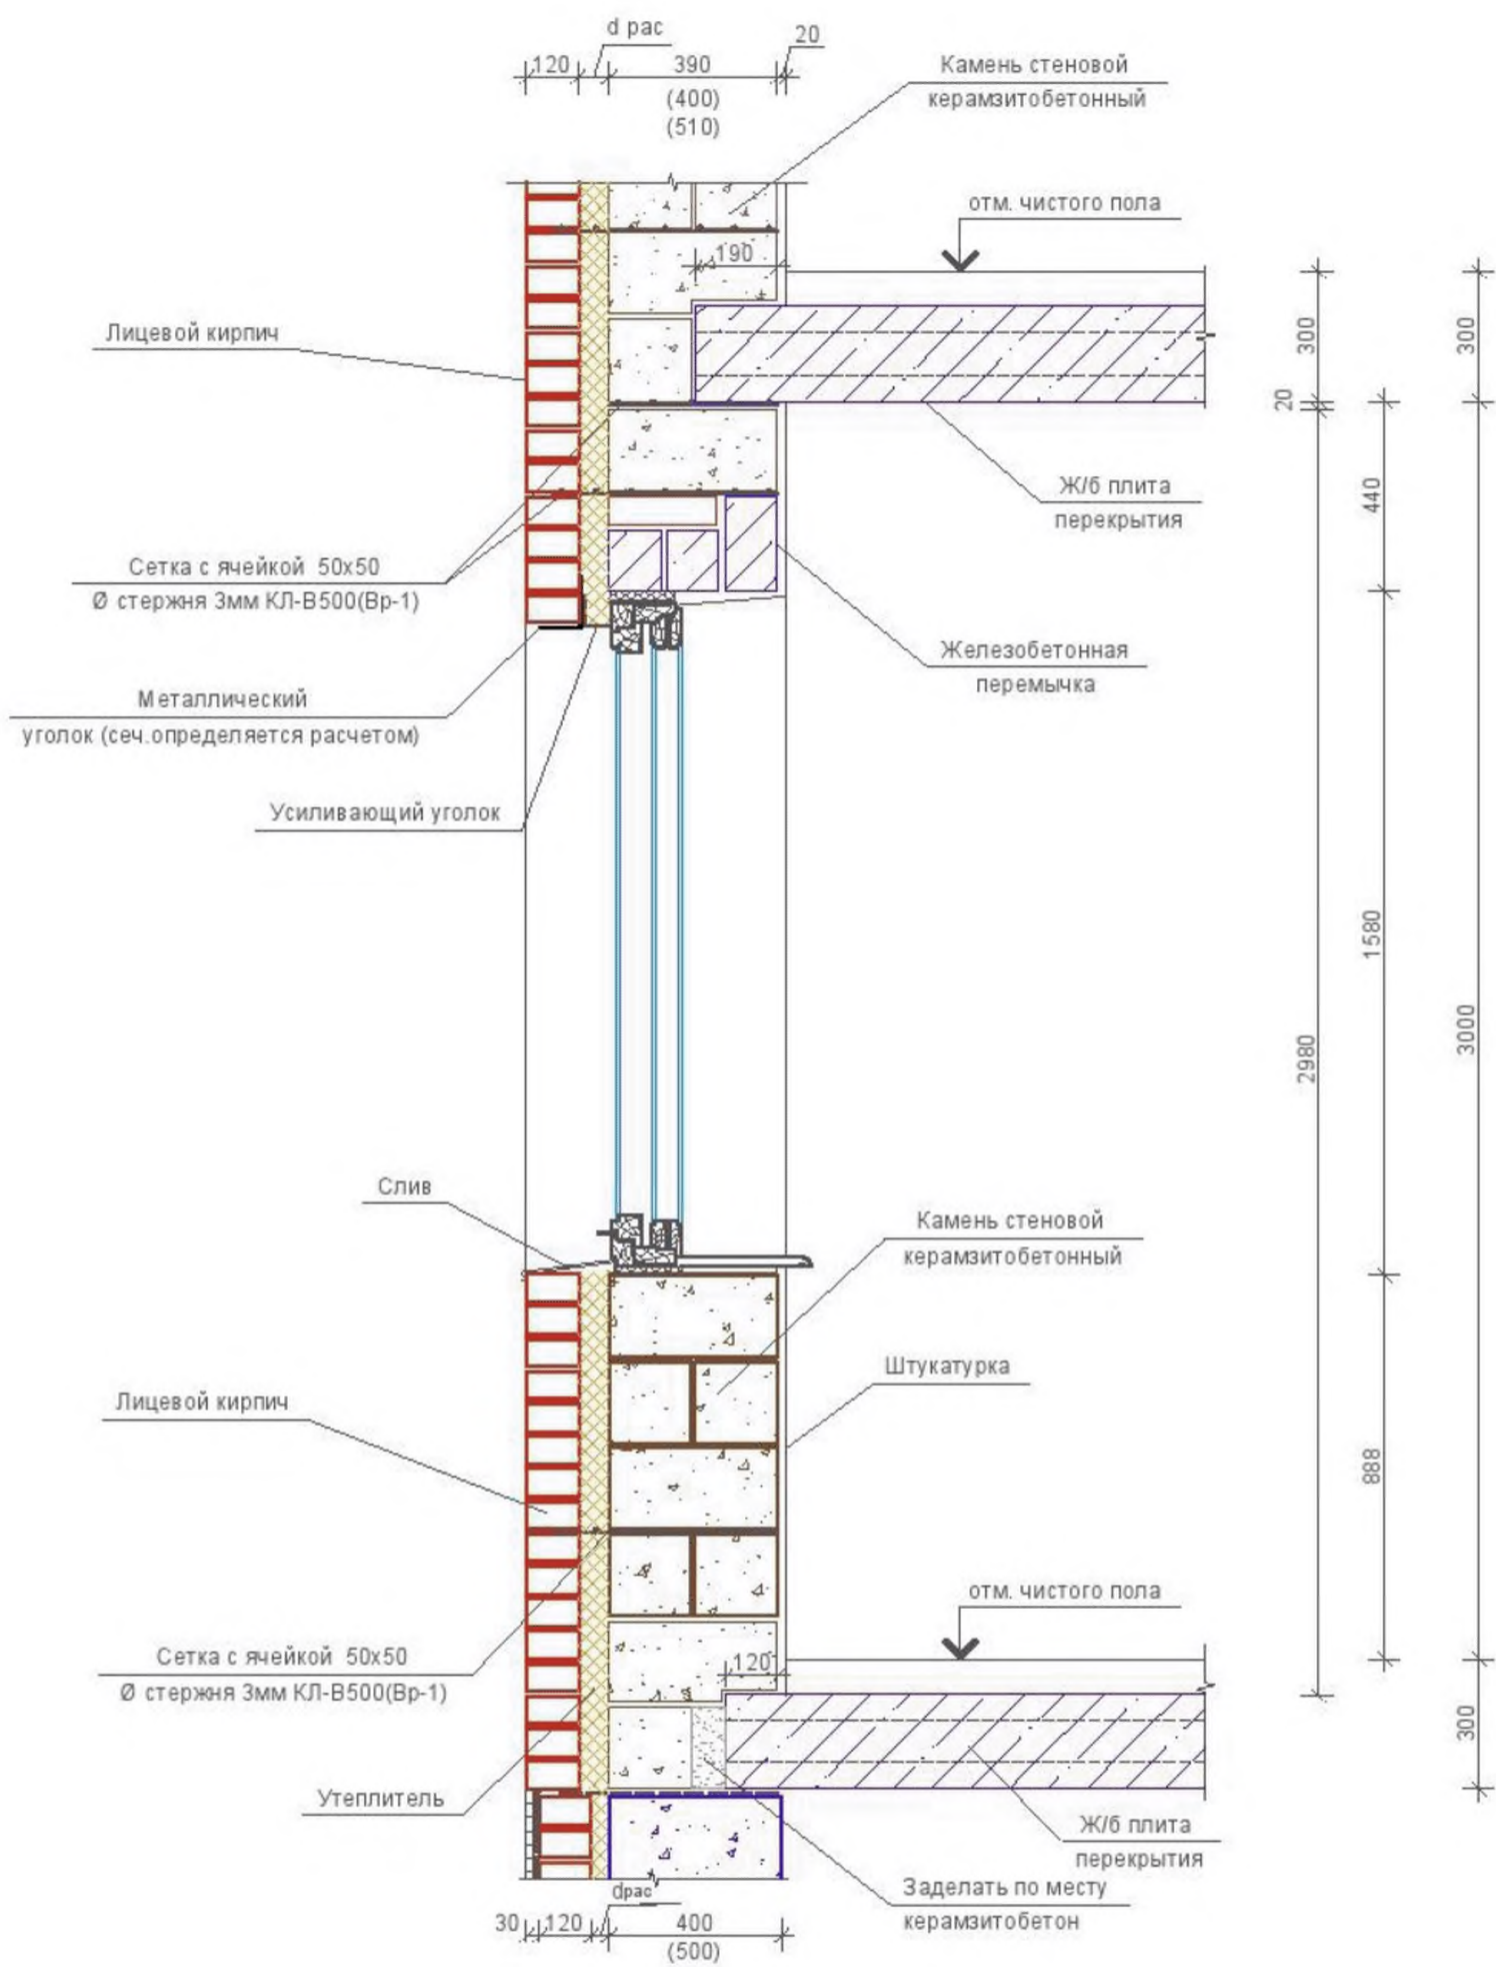 d рас
20
120
390
(400)
(510)
Камень стеновой
керамзитобетонный
отм. чистого пола
190
Лицевой кирпич
300
300
20
440
Ж/б плита
перекрытия
Сетка с ячейкой 50х50
Ø стержня 3мм КЛ-В500(Вр-1)
Железобетонная
перемычка
Металлический
уголок (сеч.определяется расчетом)
Усиливающий уголок
1580
2980
3000
Слив
Камень стеновой
керамзитобетонный
Штукатурка
Лицевой кирпич
888
отм. чистого пола
120
Сетка с ячейкой 50х50
Ø стержня 3мм КЛ-В500(Вр-1)
300
Утеплитель
Ж/б плита
перекрытия
Заделать по месту
керамзитобетон
dрас
30
120
400
(500)